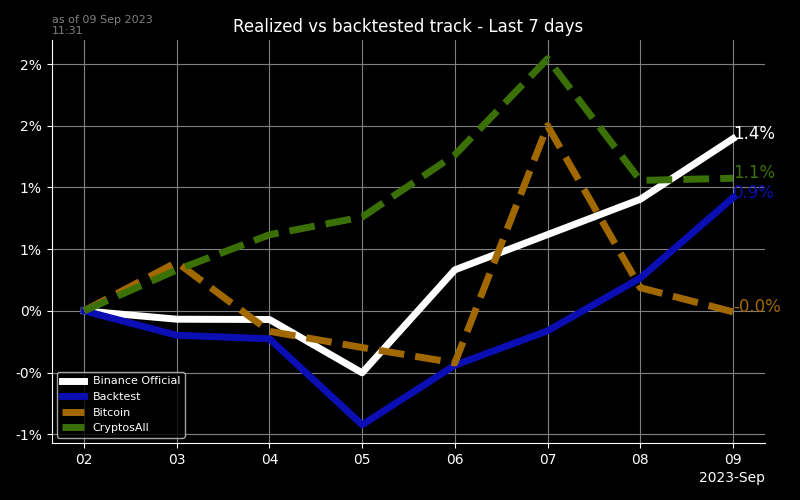 as of 09 Sep 2023
11:31
Realized vs backtested track - Last 7 days
2%
2%
1%
1%
0%
-0%
-1%
1.4%
1.1%
0.9%
-0.0%
Binance Official
Backtest
Bitcoin
CryptosAll
02 03 04 05 06 07 08 09
2023-Sep